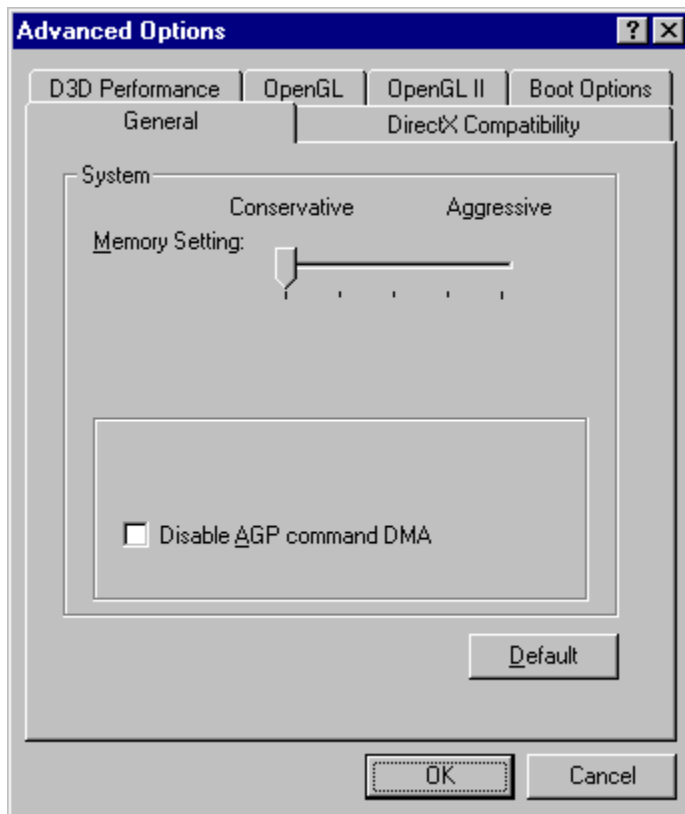 Advanced Options
D3D Performance OpenGL OpenGL II Boot Options
General DirectX Compatibility
System
Conservative Aggressive
Memory Setting:
Disable AGP command DMA
Default
OK Cancel